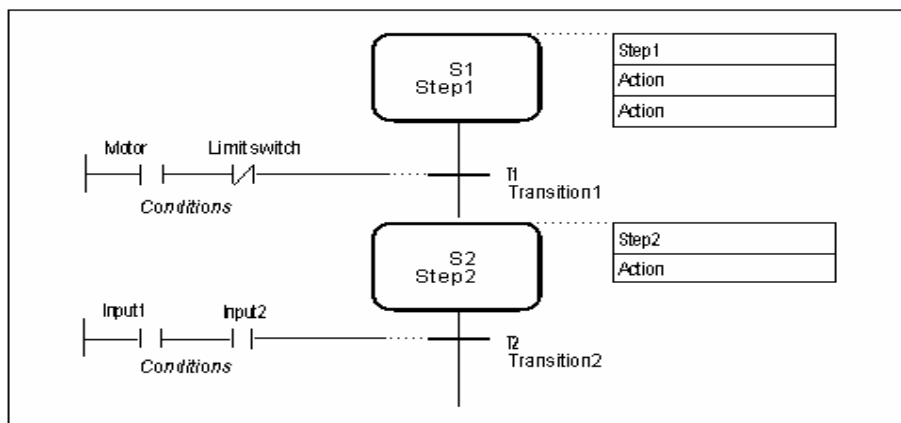 S1
Step1
Step1
Action
Action
Motor
Limit switch
Conditions
T1
Transition1
S2
Step2
Step2
Action
Input1
Input2
Conditions
T2
Transition2